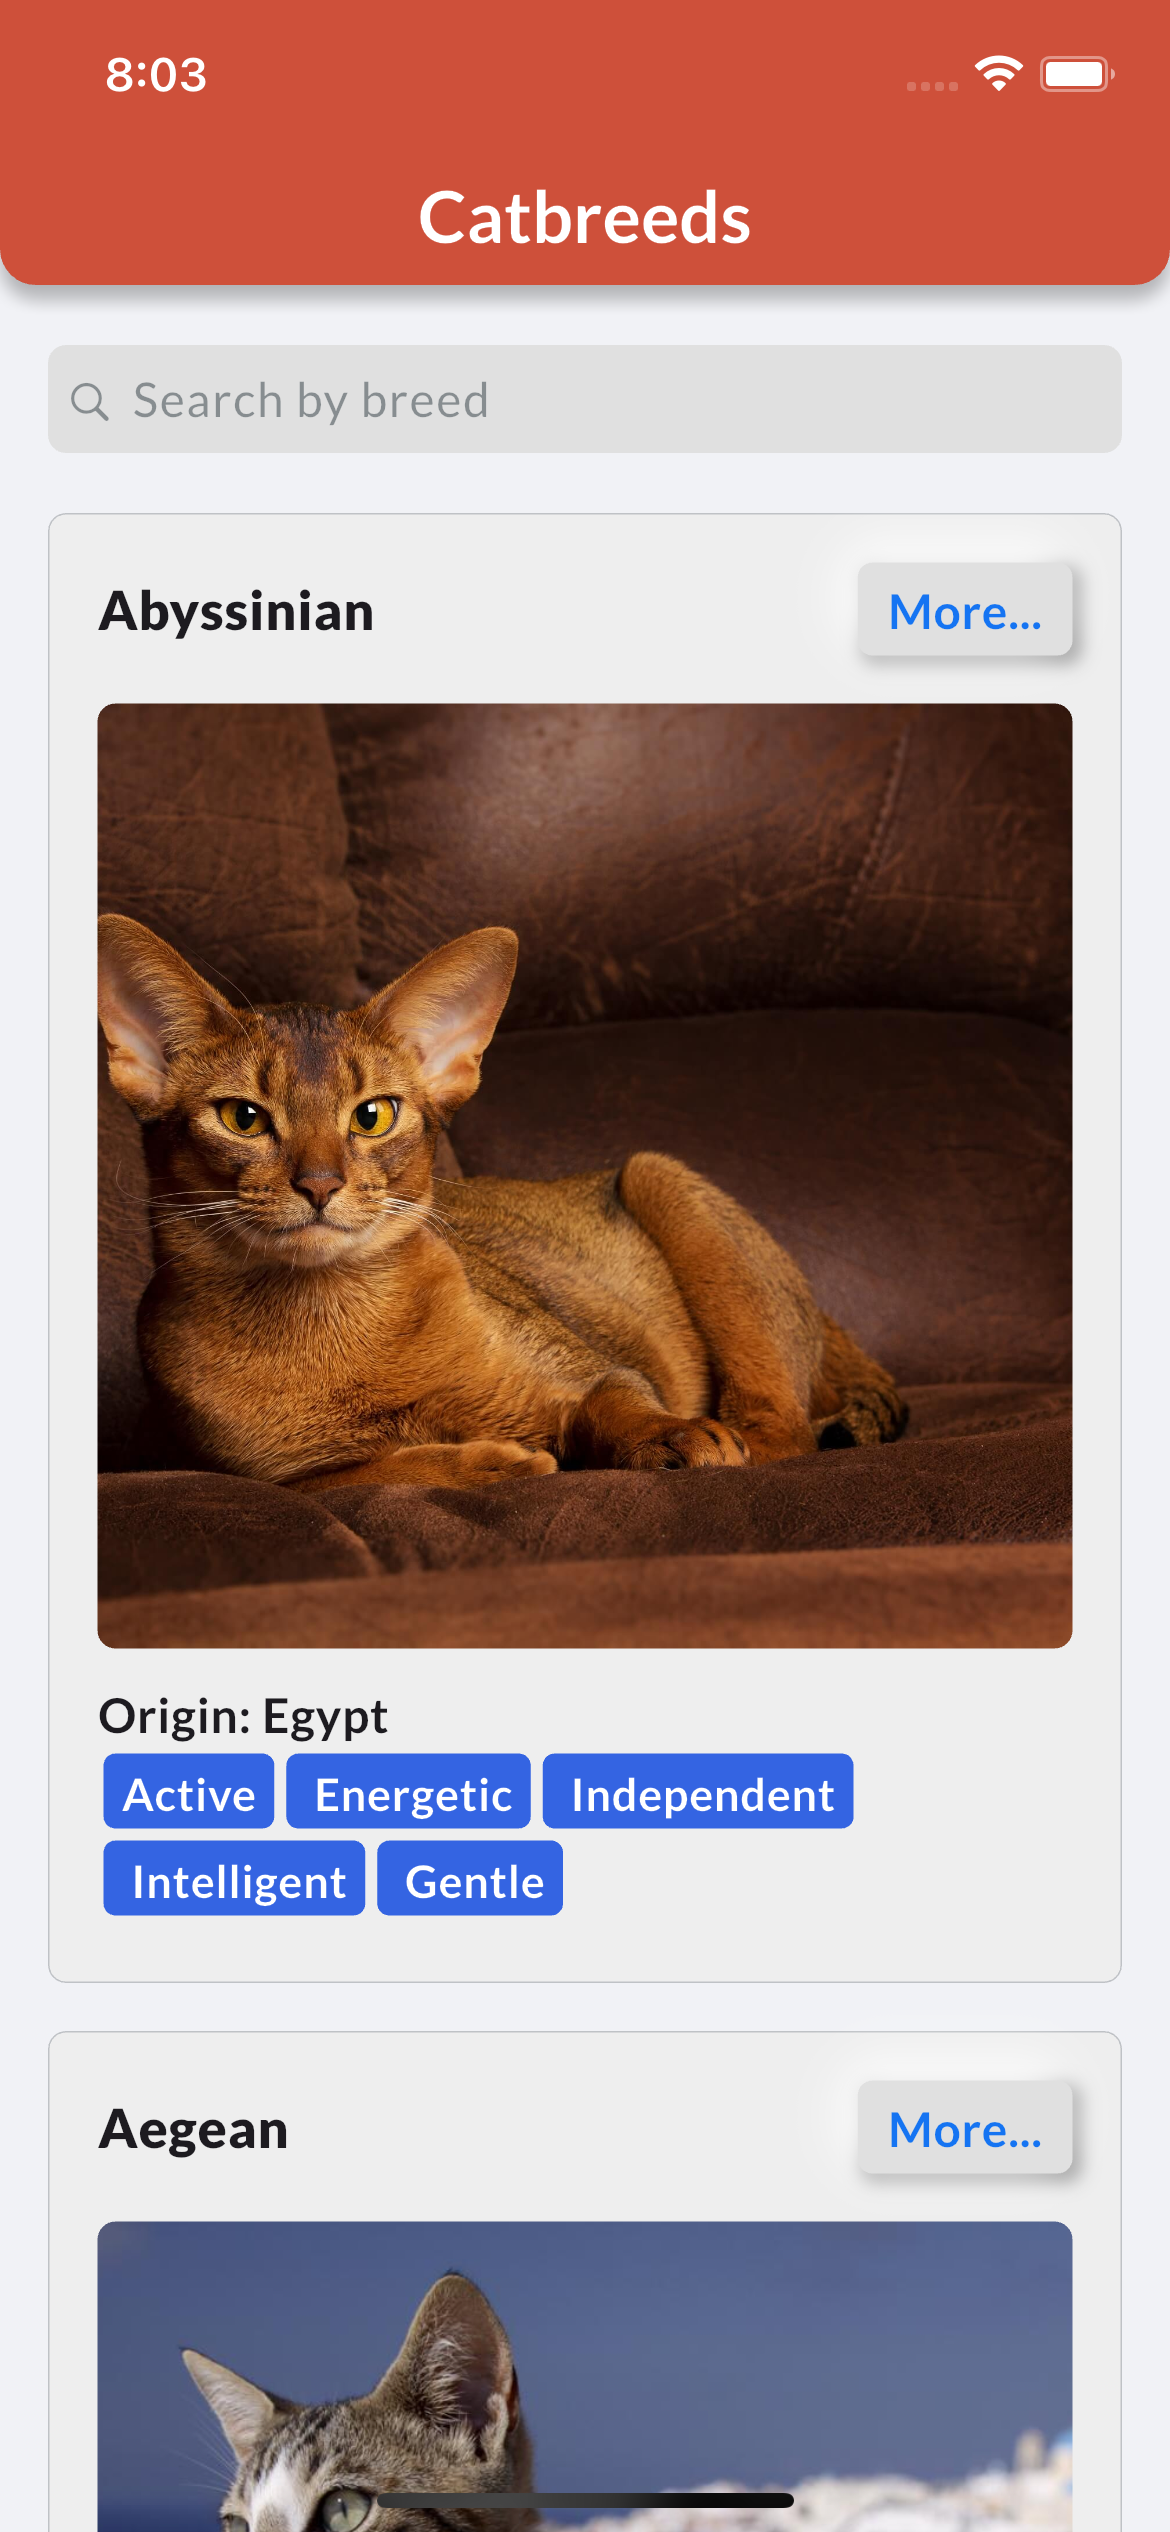 8:03
Catbreeds
Search by breed
Abyssinian
More...
Origin: Egypt
Active Energetic Independent
Intelligent Gentle
Aegean
More...